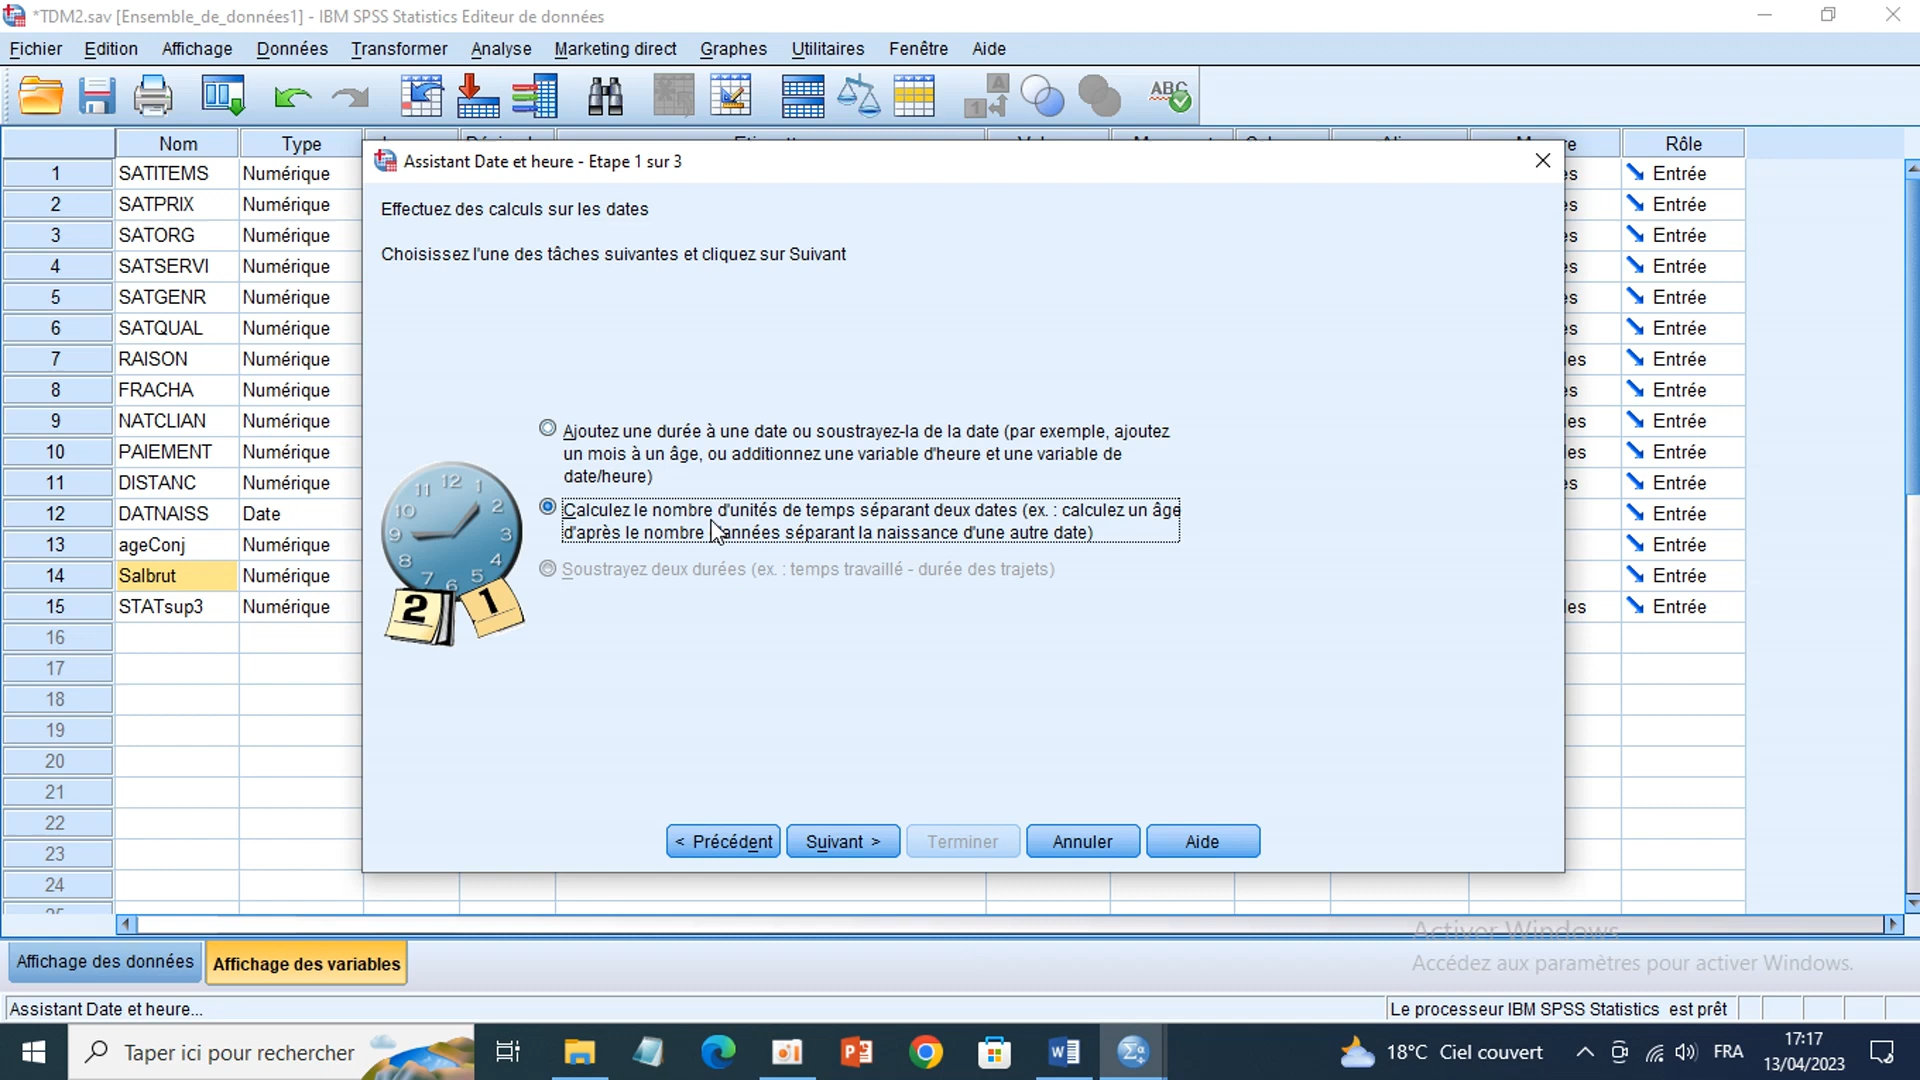 *TDM2.sav [Ensemble_de_données1] - IBM SPSS Statistics Editeur de données
Fichier Edition Affichage Données Transformer Analyse Marketing direct Graphes Utilitaires Fenêtre Aide
Nom Type Rôle
1 SATITEMS Numérique Entrée
2 SATPRIX Numérique Entrée
3 SATORG Numérique Entrée
4 SATSERVI Numérique Entrée
5 SATGENR Numérique Entrée
6 SATQUAL Numérique Entrée
7 RAISON Numérique Entrée
8 FRACHA Numérique Entrée
9 NATCLIAN Numérique Entrée
10 PAIEMENT Numérique Entrée
11 DISTANC Numérique Entrée
12 DATNAISS Date Entrée
13 ageConj Numérique Entrée
14 Salbrut Numérique Entrée
15 STATsup3 Numérique Entrée
16
17
18
19
20
21
22
23
24
Assistant Date et heure - Etape 1 sur 3
Effectuez des calculs sur les dates
Choisissez l'une des tâches suivantes et cliquez sur Suivant
Ajoutez une durée à une date ou soustrayez-la de la date (par exemple, ajoutez
un mois à un âge, ou additionnez une variable d'heure et une variable de
date/heure)
Calculez le nombre d'unités de temps séparant deux dates (ex. : calculez un âge
d'après le nombre d'années séparant la naissance d'une autre date)
Soustrayez deux durées (ex. : temps travaillé - durée des trajets)
< Précédent Suivant > Terminer Annuler Aide
Activer Windows
Accédez aux paramètres pour activer Windows.
Affichage des données Affichage des variables
Assistant Date et heure... Le processeur IBM SPSS Statistics est prêt
Taper ici pour rechercher 18°C Ciel couvert FRA 17:17
13/04/2023